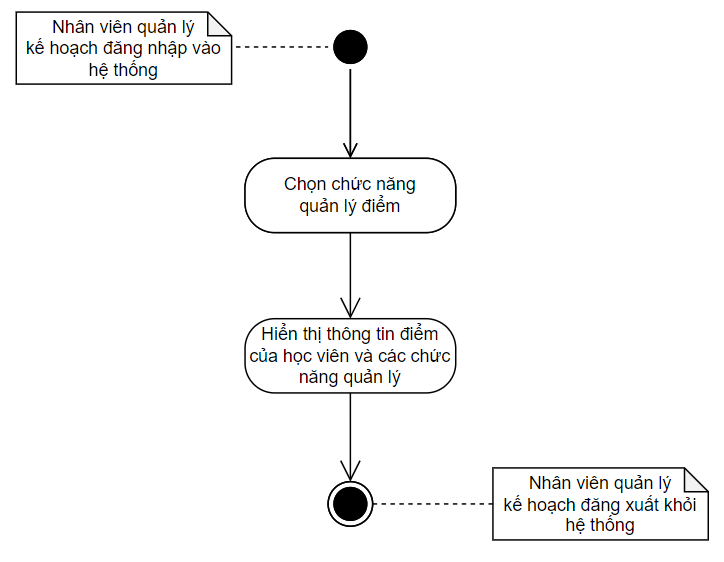 Nhân viên quản lý
kế hoạch đăng nhập vào
hệ thống
Chọn chức năng
quản lý điểm
Hiển thị thông tin điểm
của học viên và các chức
năng quản lý
Nhân viên quản lý
kế hoạch đăng xuất khỏi
hệ thống